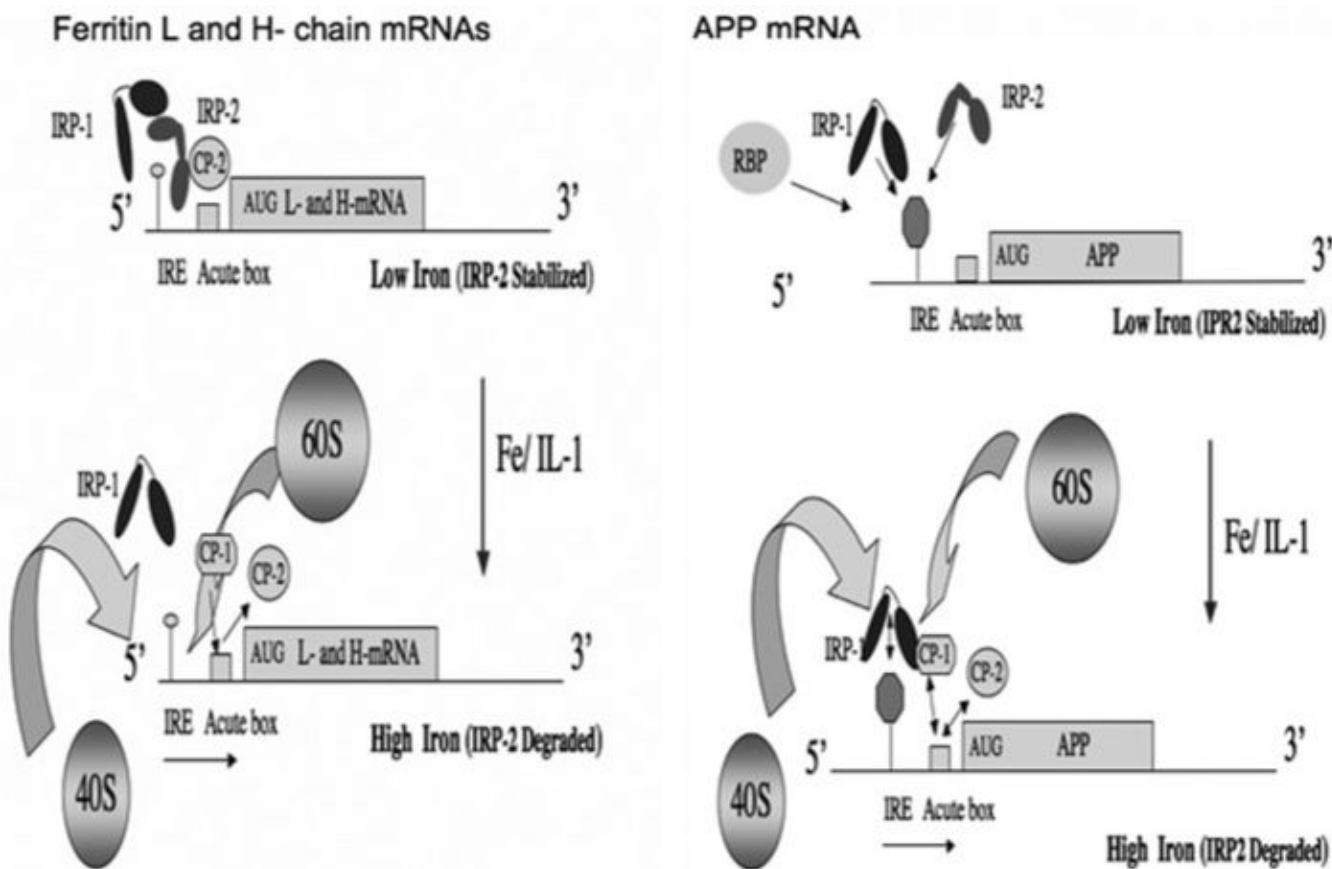 Ferritin L and H- chain mRNAs
IRP-1
IRP-2
CP-2
5’
AUG L- and H-mRNA
3’
IRE Acute box
Low Iron (IRP-2 Stabilized)
60S
Fe/ IL-1
IRP-1
CP-1
CP-2
5’
AUG L- and H-mRNA
3’
IRE Acute box
High Iron (IRP-2 Degraded)
40S
APP mRNA
IRP-1
IRP-2
RBP
AUG APP
5’
3’
IRE Acute box
Low Iron (IPR2 Stabilized)
60S
Fe/ IL-1
IRP-1
CP-1
CP-2
5’
AUG APP
3’
40S
IRE Acute box
High Iron (IRP2 Degraded)